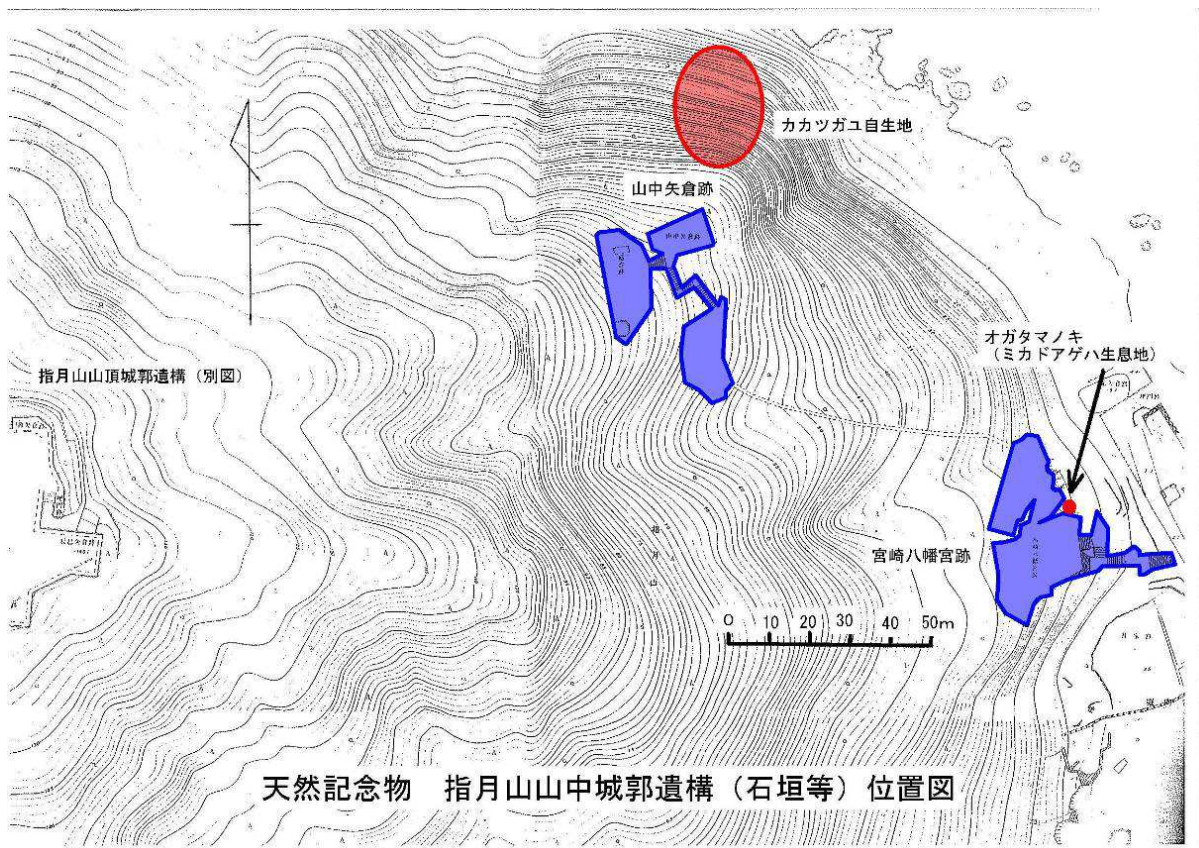 カカツガユ自生地
山中矢倉跡
オガタマノキ
（ミカドアゲハ生息地）
指月山山頂城郭遺構（別図）
宮崎八幡宮跡
0 10 20 30 40 50m
天然記念物　指月山山中城郭遺構（石垣等）位置図